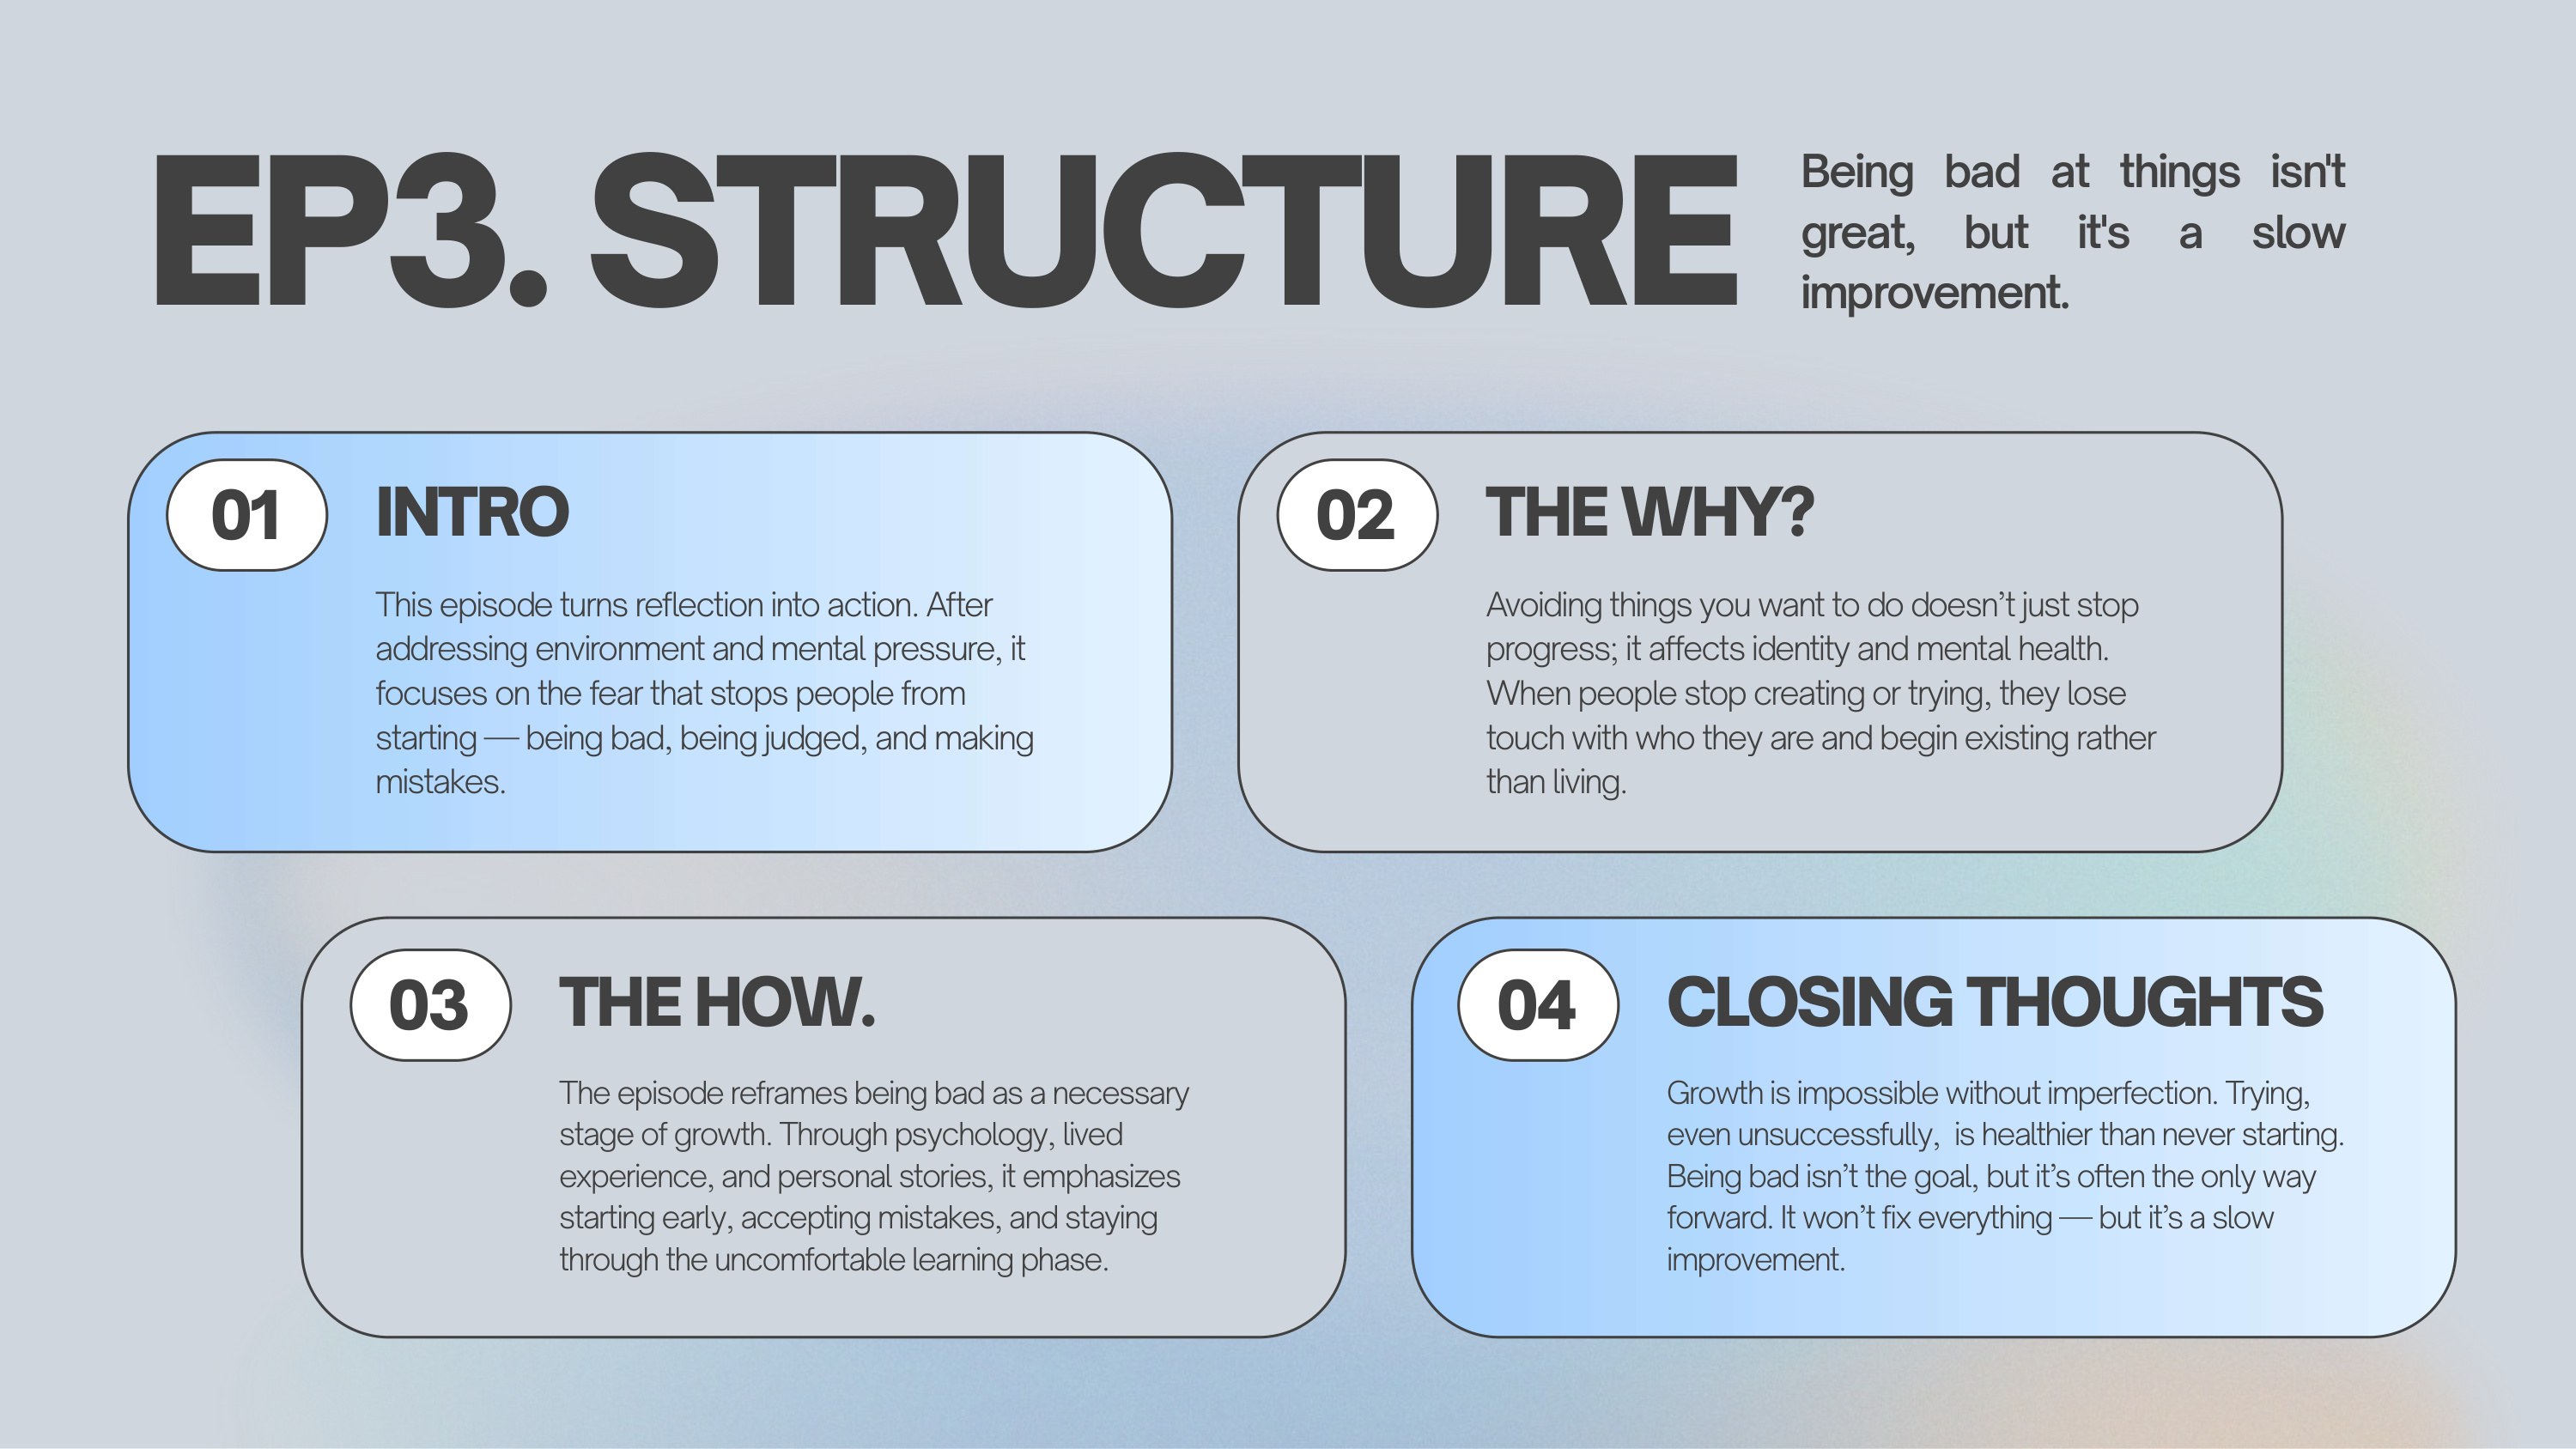 EP3. STRUCTURE
Being bad at things isn't
great, but it's a slow
improvement.
01
INTRO
This episode turns reflection into action. After
addressing environment and mental pressure, it
focuses on the fear that stops people from
starting — being bad, being judged, and making
mistakes.
02
THE WHY?
Avoiding things you want to do doesn’t just stop
progress; it affects identity and mental health.
When people stop creating or trying, they lose
touch with who they are and begin existing rather
than living.
03
THE HOW.
The episode reframes being bad as a necessary
stage of growth. Through psychology, lived
experience, and personal stories, it emphasizes
starting early, accepting mistakes, and staying
through the uncomfortable learning phase.
04
CLOSING THOUGHTS
Growth is impossible without imperfection. Trying,
even unsuccessfully,  is healthier than never starting.
Being bad isn’t the goal, but it’s often the only way
forward. It won’t fix everything — but it’s a slow
improvement.